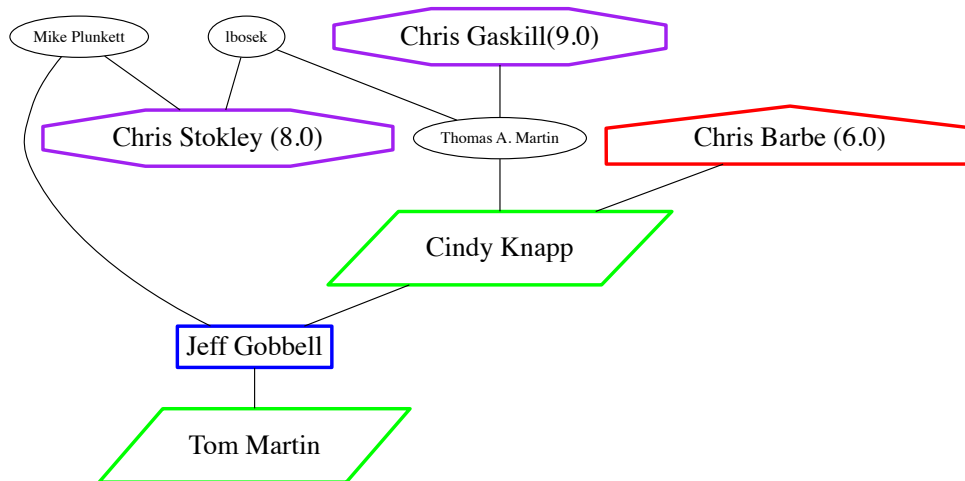 Mike Plunkett
lbosek
Chris Gaskill(9.0)
Chris Stokley (8.0)
Thomas A. Martin
Chris Barbe (6.0)
Cindy Knapp
Jeff Gobbell
Tom Martin